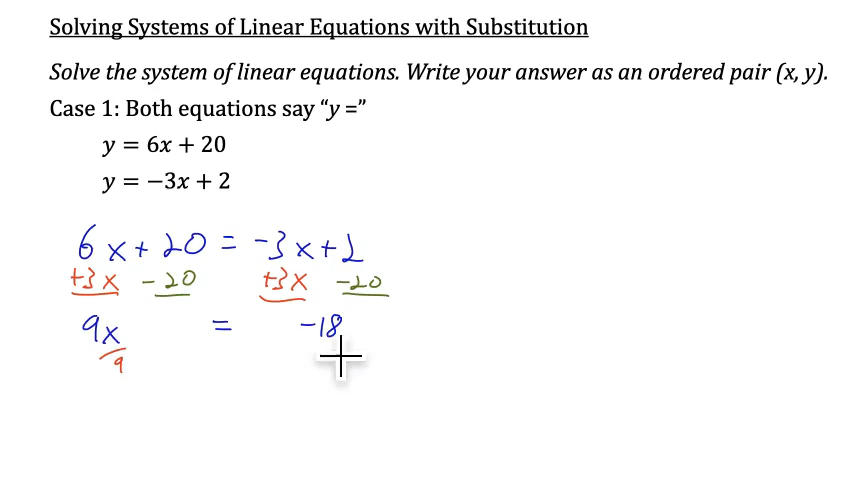 Solving Systems of Linear Equations with Substitution
Solve the system of linear equations. Write your answer as an ordered pair (x, y).
Case 1: Both equations say “y =”
y = 6x + 20
y = −3x + 2
6x + 20 = -3x + 2
+3x - 20 +3x - 20
9x = -18
9